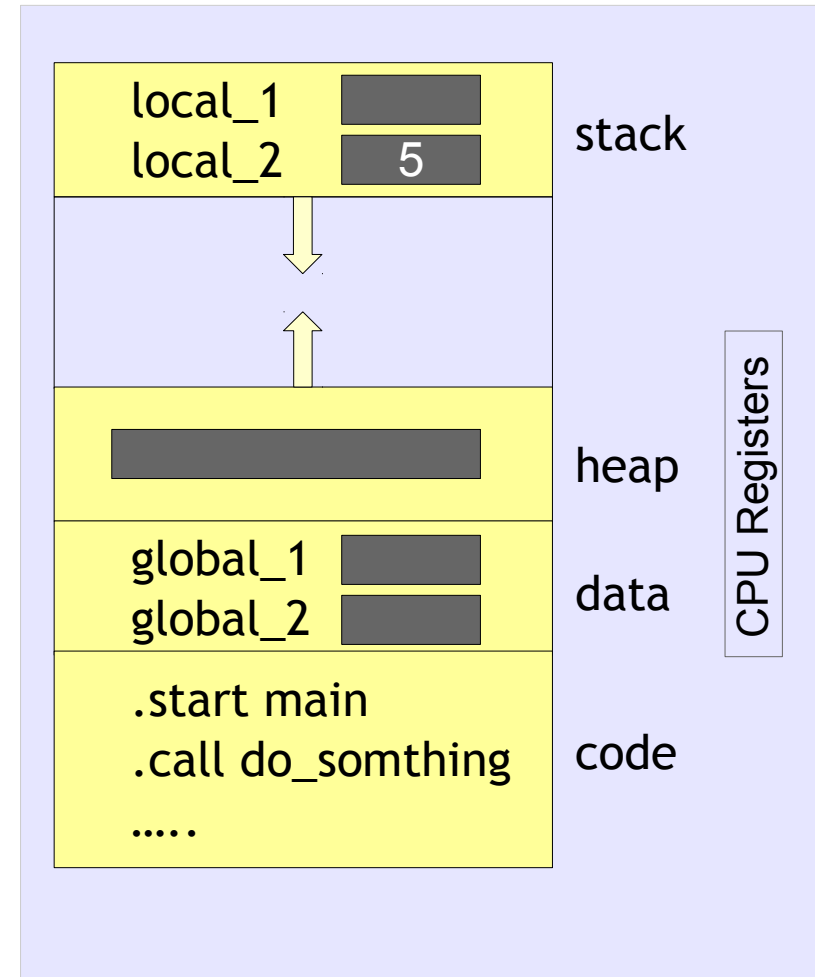 local_1
local_2 5
stack
heap
CPU Registers
global_1
global_2
data
.start main
.call do_somthing
…..
code